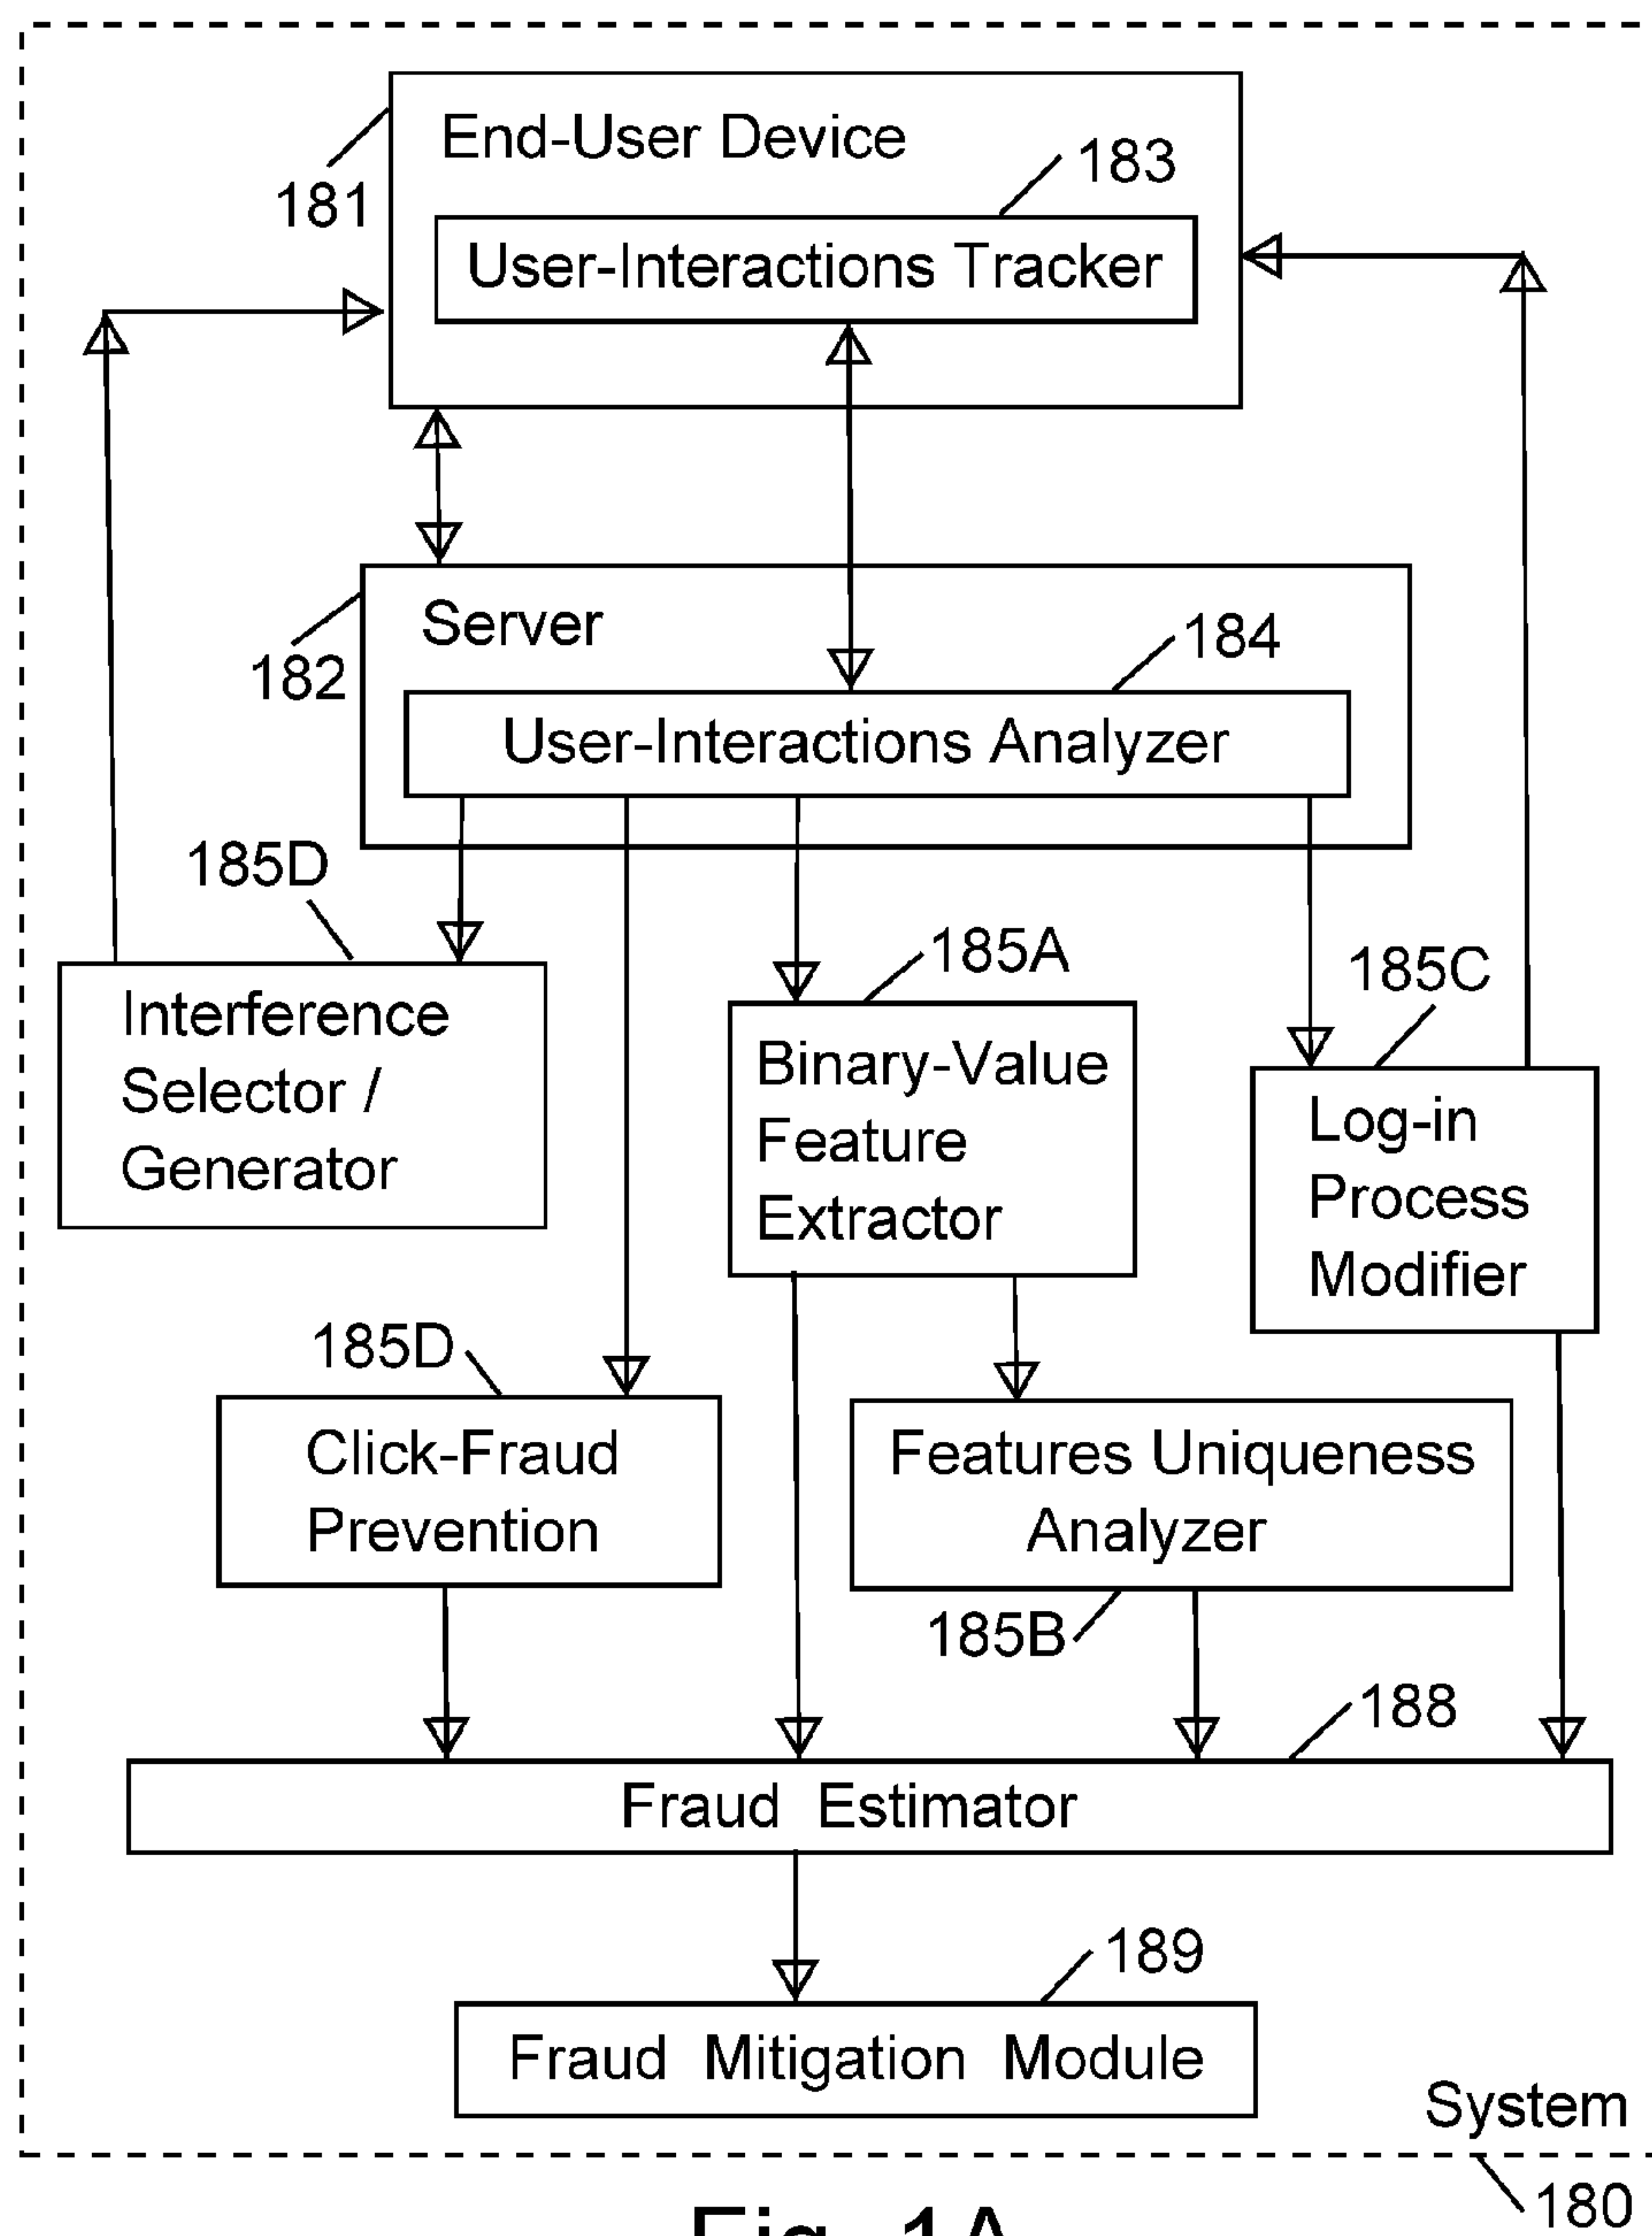 End-User Device
183
181
User-Interactions Tracker
Server
184
182
User-Interactions Analyzer
185D
185A
185C
Interference
Selector /
Generator
Binary-Value
Feature
Extractor
Log-in
Process
Modifier
185D
Click-Fraud
Prevention
Features Uniqueness
Analyzer
185B
188
Fraud Estimator
189
Fraud Mitigation Module
System
180
Fig. 1A